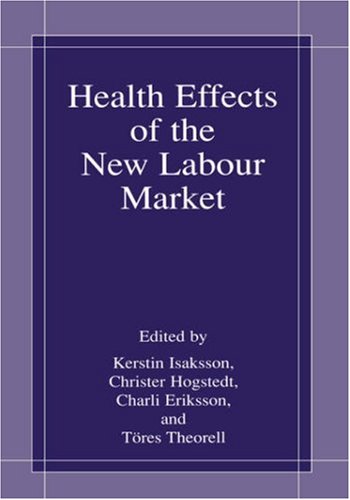 Health Effects
of the
New Labour
Market
Edited by
Kerstin Isaksson,
Christer Hogstedt,
Charli Eriksson,
and
Töres Theorell